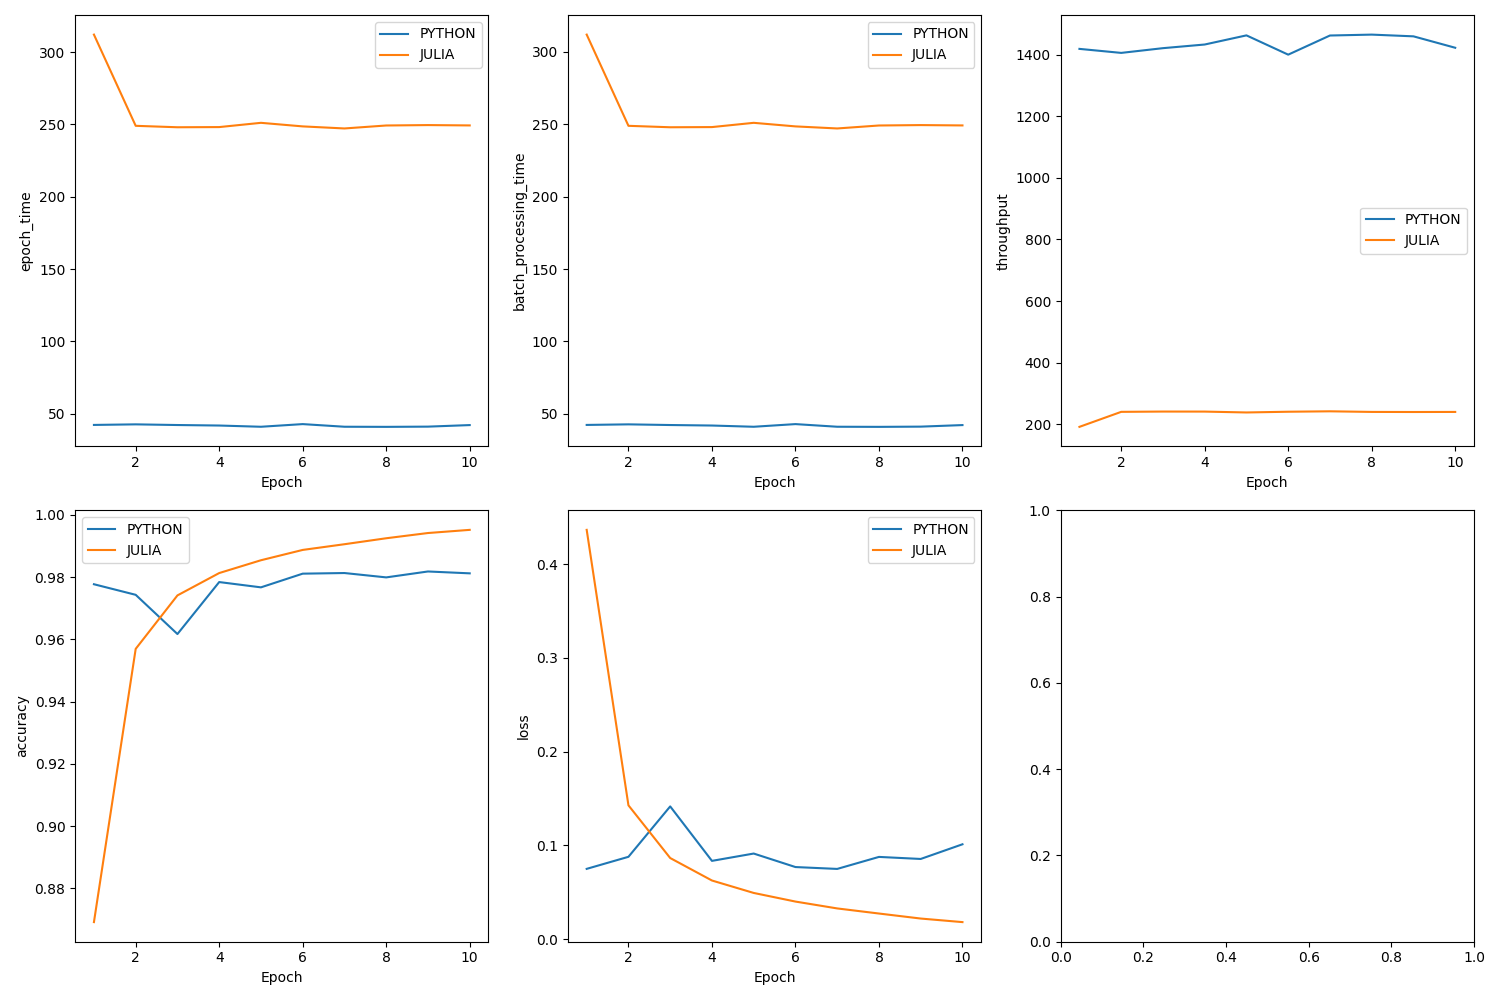 epoch_time
300
250
200
150
100
50
2 4 6 8 10
Epoch
PYTHON
JULIA
batch_processing_time
300
250
200
150
100
50
2 4 6 8 10
Epoch
PYTHON
JULIA
throughput
1400
1200
1000
800
600
400
200
2 4 6 8 10
Epoch
PYTHON
JULIA
accuracy
1.00
0.98
0.96
0.94
0.92
0.90
0.88
2 4 6 8 10
Epoch
PYTHON
JULIA
loss
0.4
0.3
0.2
0.1
0.0
2 4 6 8 10
Epoch
PYTHON
JULIA
1.0
0.8
0.6
0.4
0.2
0.0
0.0 0.2 0.4 0.6 0.8 1.0